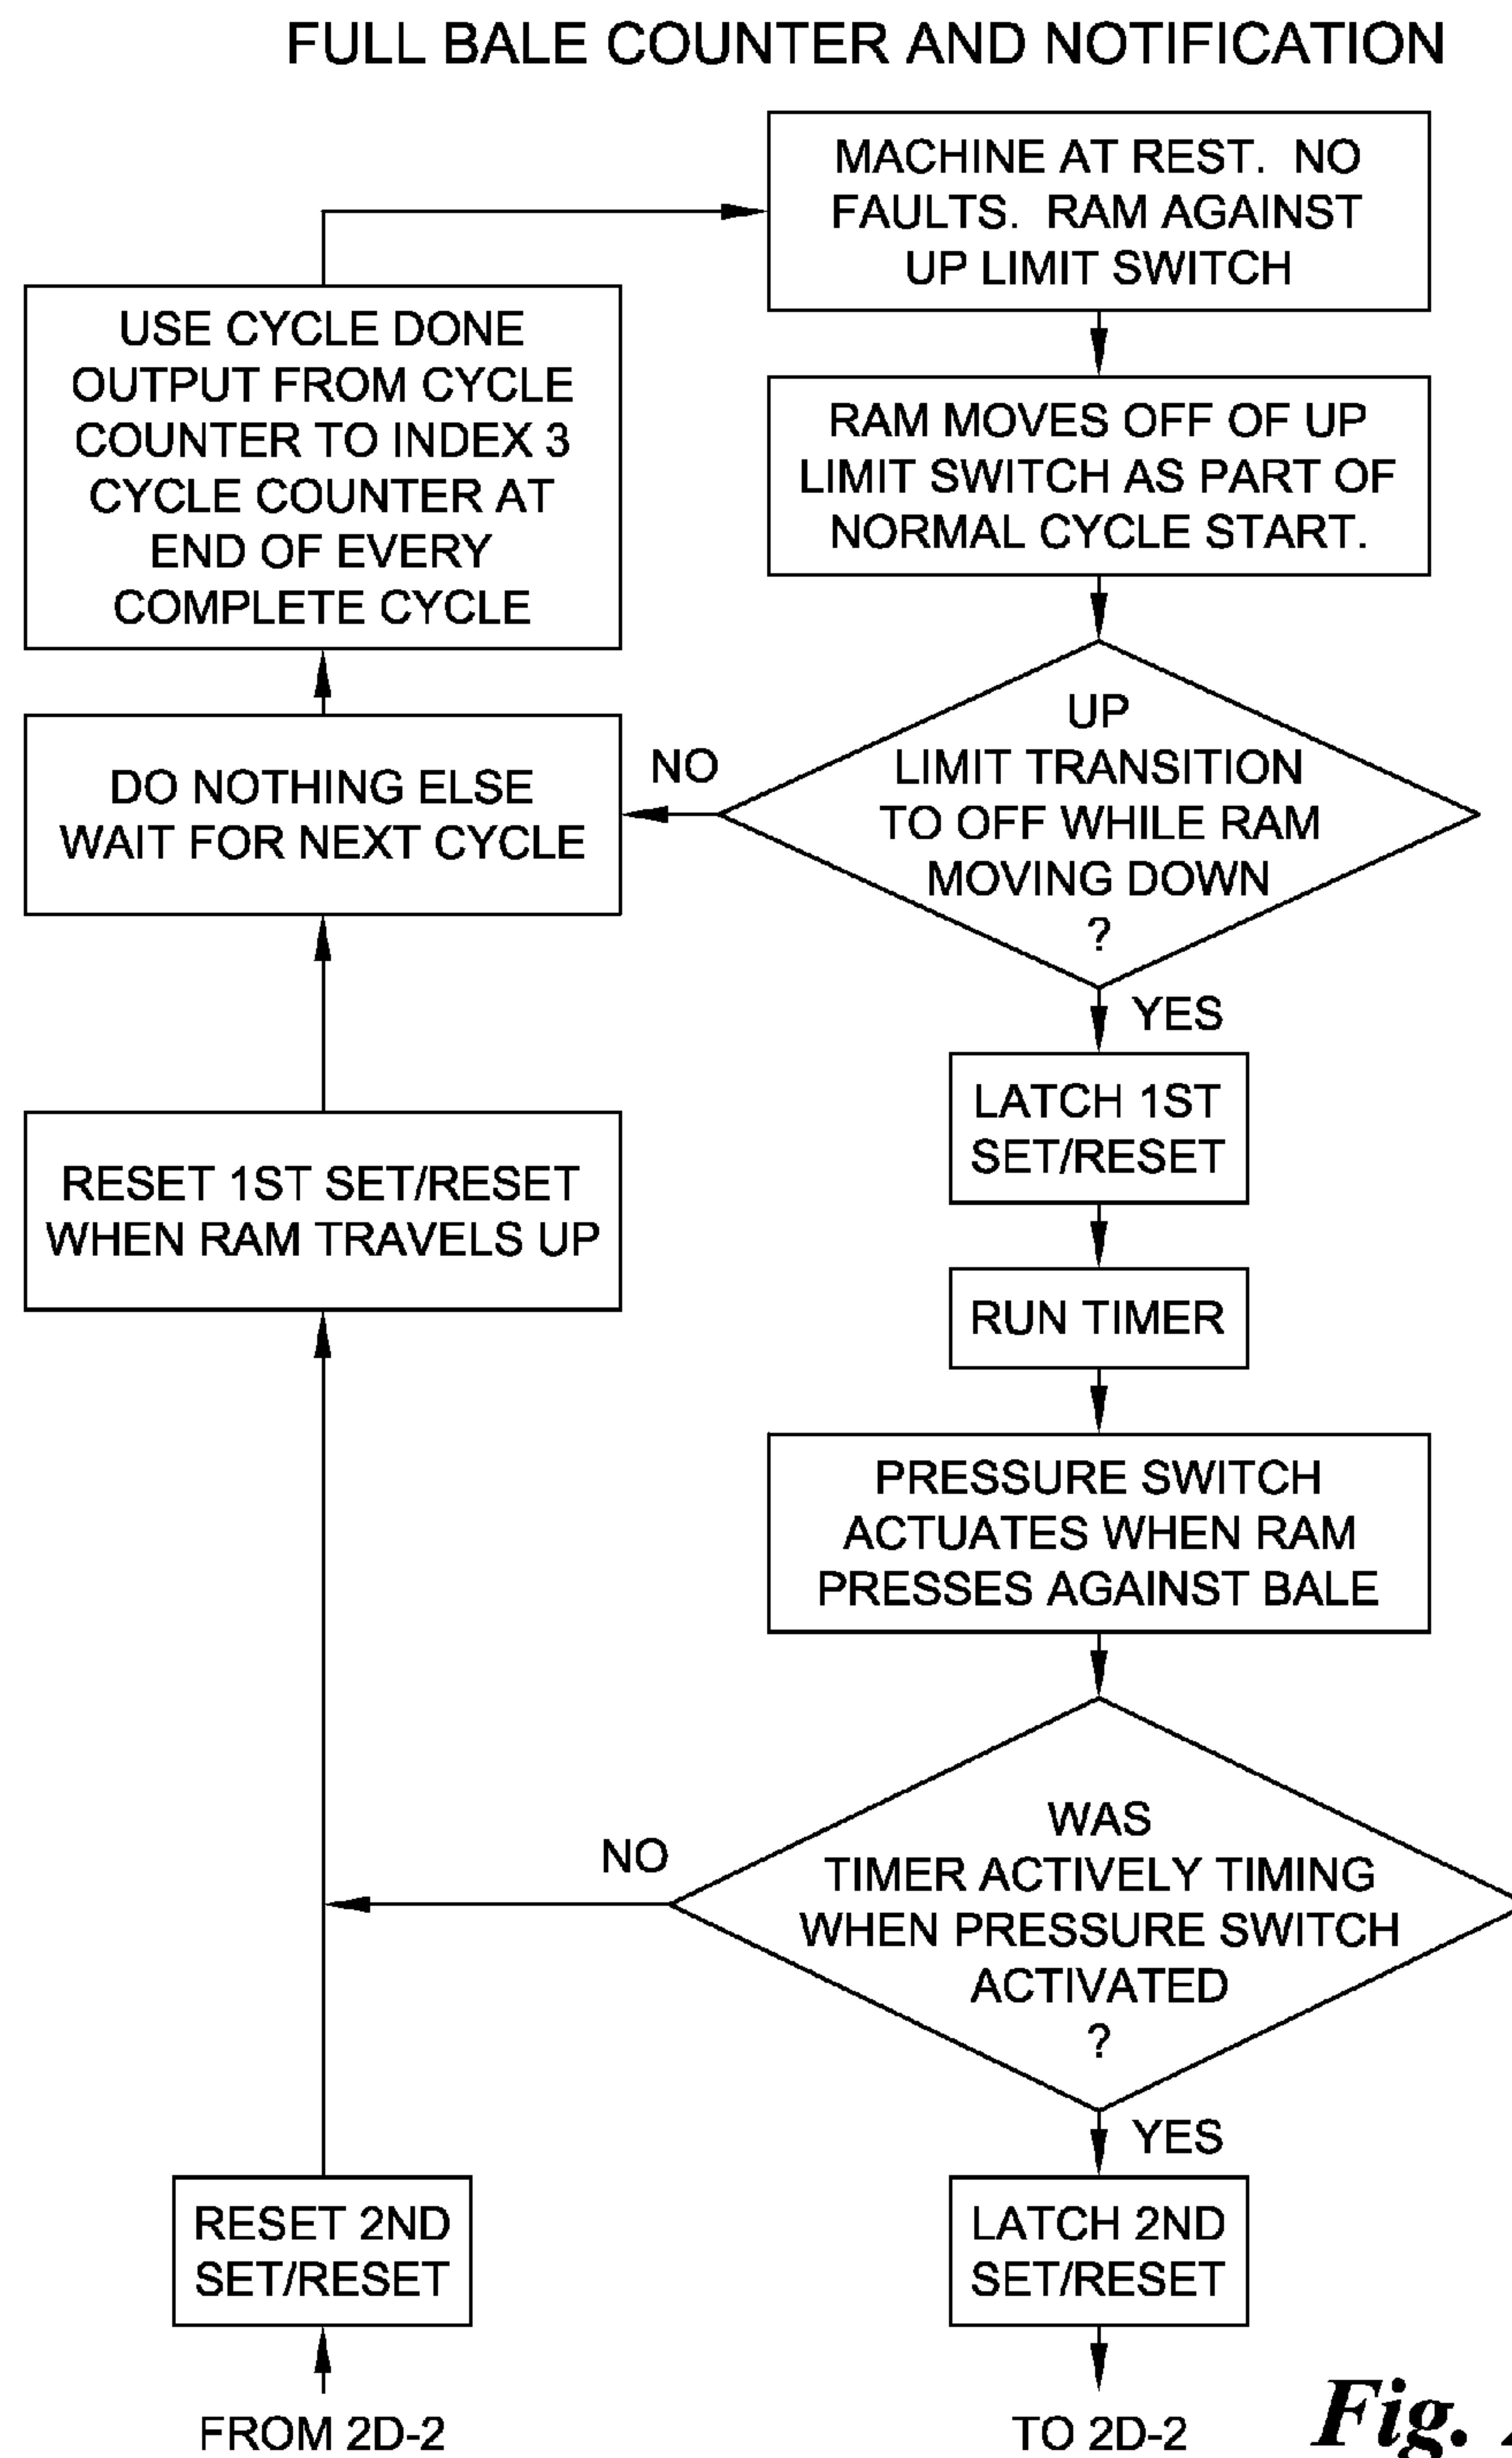 FULL BALE COUNTER AND NOTIFICATION
MACHINE AT REST. NO
FAULTS. RAM AGAINST
UP LIMIT SWITCH
USE CYCLE DONE
OUTPUT FROM CYCLE
COUNTER TO INDEX 3
CYCLE COUNTER AT
END OF EVERY
COMPLETE CYCLE
RAM MOVES OFF OF UP
LIMIT SWITCH AS PART OF
NORMAL CYCLE START.
UP
LIMIT TRANSITION
TO OFF WHILE RAM
MOVING DOWN
?
NO
DO NOTHING ELSE
WAIT FOR NEXT CYCLE
YES
LATCH 1ST
SET/RESET
RESET 1ST SET/RESET
WHEN RAM TRAVELS UP
RUN TIMER
PRESSURE SWITCH
ACTUATES WHEN RAM
PRESSES AGAINST BALE
WAS
TIMER ACTIVELY TIMING
WHEN PRESSURE SWITCH
ACTIVATED
?
NO
YES
RESET 2ND
SET/RESET
LATCH 2ND
SET/RESET
FROM 2D-2
TO 2D-2
Fig.